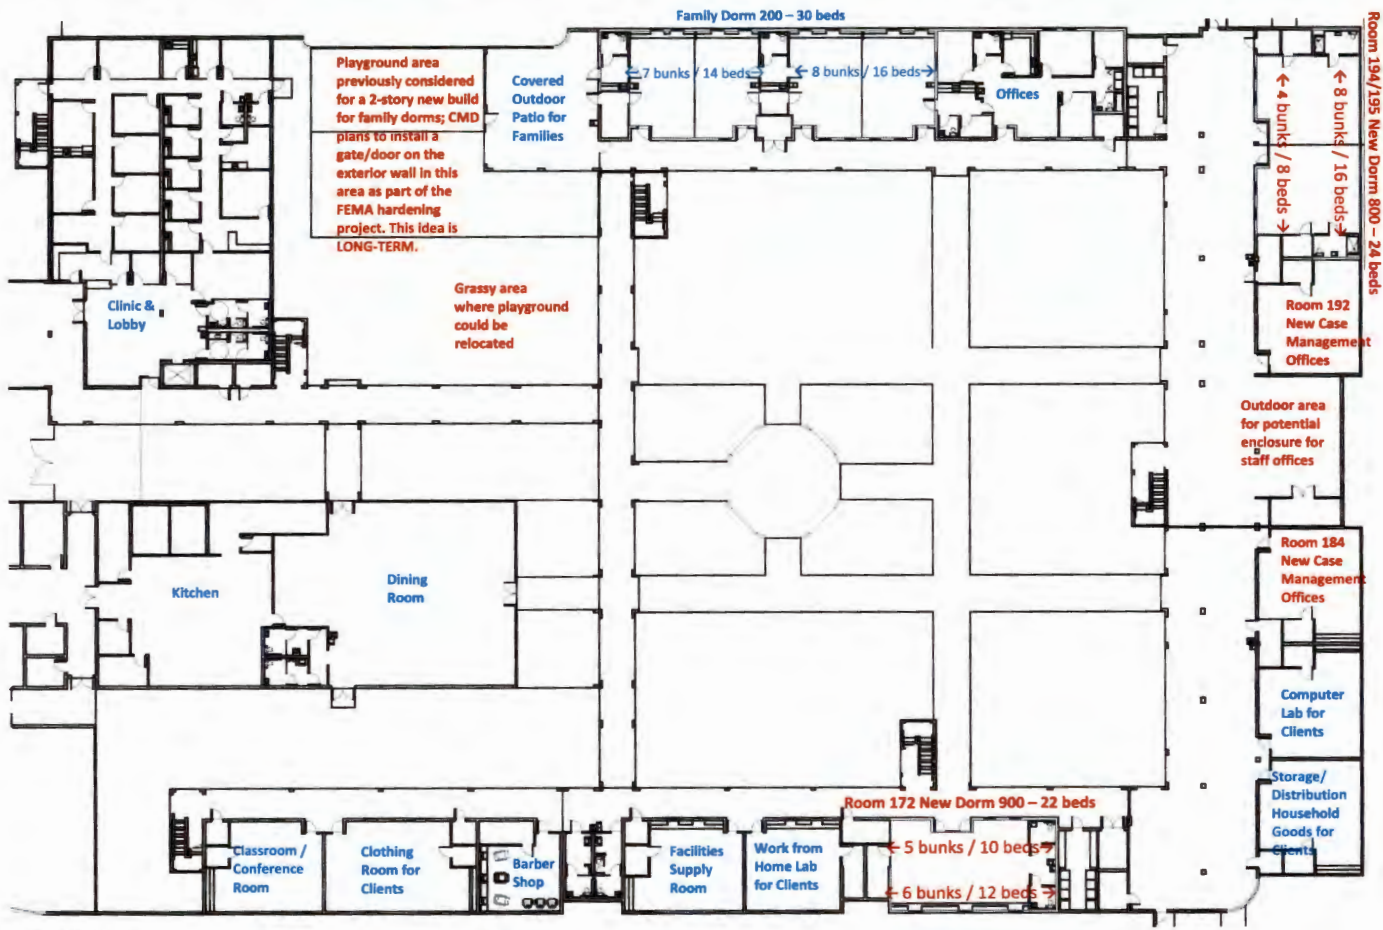 Family Dorm 200 – 30 beds
Playground area
previously considered
for a 2-story new build
for family dorms; CMD
plans to install a
gate/door on the
exterior wall in this
area as part of the
FEMA hardening
project. This idea is
LONG-TERM.
Covered
Outdoor
Patio for
Families
7 bunks / 14 beds
8 bunks / 16 beds
Offices
4 bunks / 8 beds
8 bunks / 16 beds
Room 194/195 New Dorm 800 – 24 beds
Clinic &
Lobby
Grassy area
where playground
could be
relocated
Room 192
New Case
Management
Offices
Outdoor area
for potential
enclosure for
staff offices
Kitchen
Dining
Room
Room 184
New Case
Management
Offices
Computer
Lab for
Clients
Storage/
Distribution
Household
Goods for
Clients
Room 172 New Dorm 900 – 22 beds
Classroom /
Conference
Room
Clothing
Room for
Clients
Barber
Shop
Facilities
Supply
Room
Work from
Home Lab
for Clients
5 bunks / 10 beds
6 bunks / 12 beds